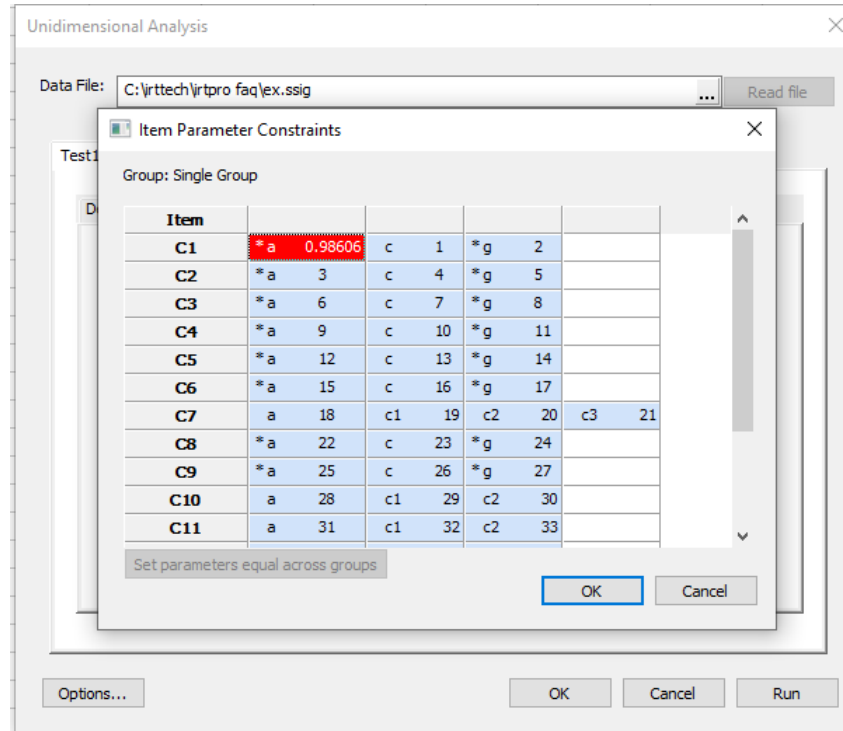 Unidimensional Analysis
Data File: C:\irttech\irtpro faq\ex.ssig ... Read file
Item Parameter Constraints
Test1
Group: Single Group
Item
C1 *a 0.98606 c 1 *g 2
C2 *a 3 c 4 *g 5
C3 *a 6 c 7 *g 8
C4 *a 9 c 10 *g 11
C5 *a 12 c 13 *g 14
C6 *a 15 c 16 *g 17
C7 a 18 c1 19 c2 20 c3 21
C8 *a 22 c 23 *g 24
C9 *a 25 c 26 *g 27
C10 a 28 c1 29 c2 30
C11 a 31 c1 32 c2 33
Set parameters equal across groups
OK Cancel
Options... OK Cancel Run